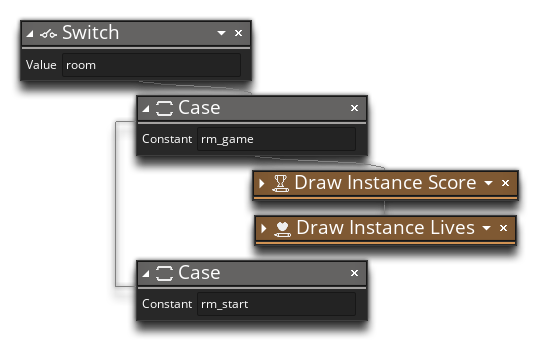 Switch
Value room
Case
Constant rm_game
Draw Instance Score
Draw Instance Lives
Case
Constant rm_start